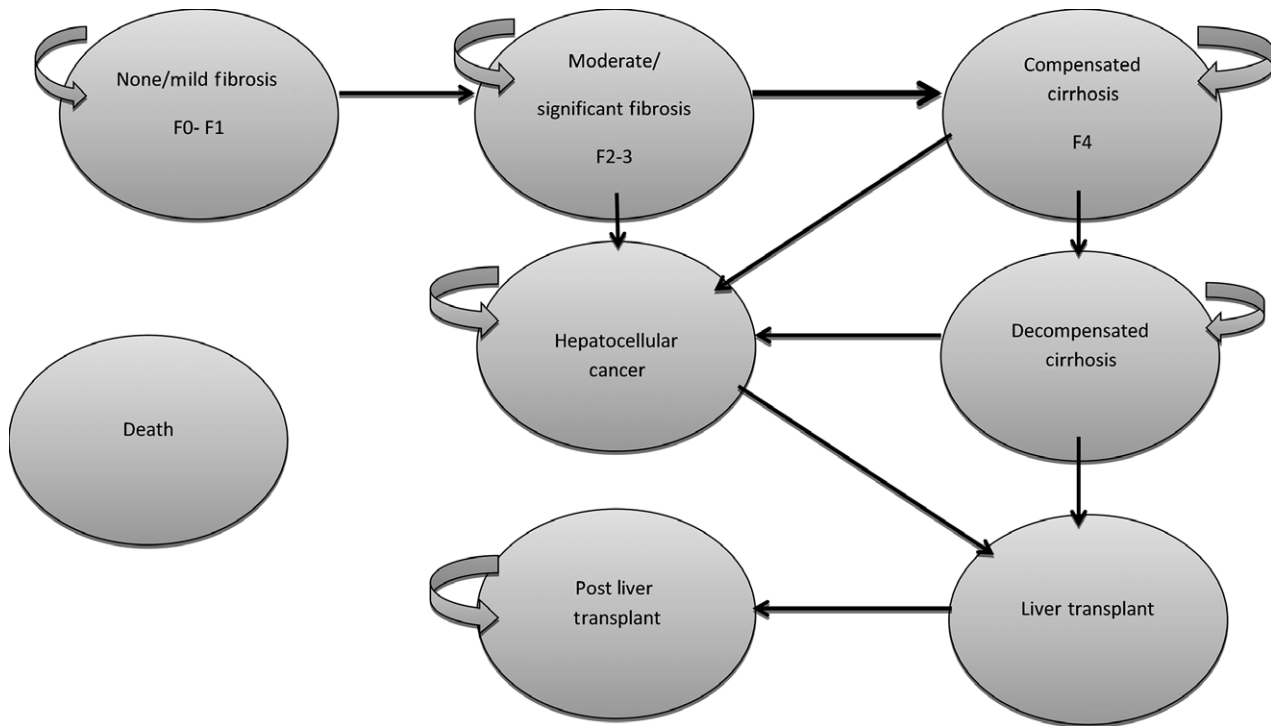 None/mild fibrosis
F0- F1
Moderate/
significant fibrosis
F2-3
Compensated
cirrhosis
F4
Hepatocellular
cancer
Decompensated
cirrhosis
Death
Post liver
transplant
Liver transplant